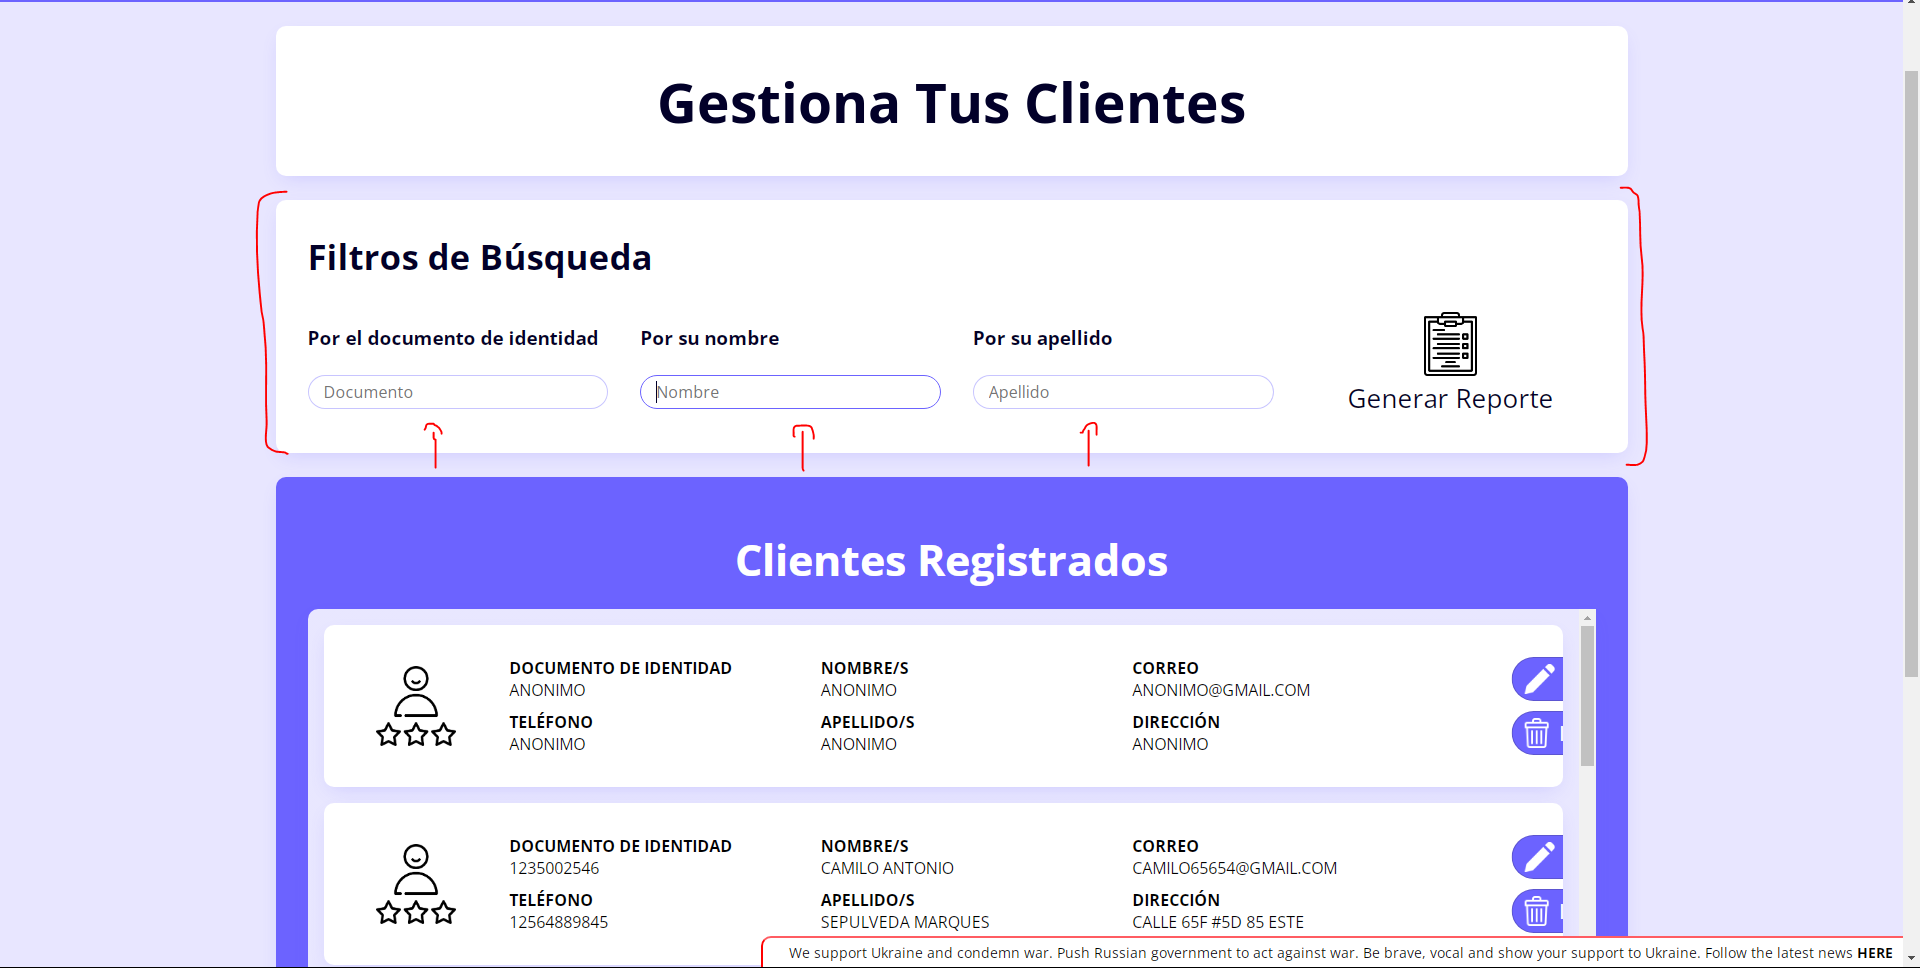 Gestiona Tus Clientes
Filtros de Búsqueda
Por el documento de identidad
Por su nombre
Por su apellido
Documento
Nombre
Apellido
Generar Reporte
Clientes Registrados
DOCUMENTO DE IDENTIDAD
ANONIMO
NOMBRE/S
ANONIMO
CORREO
ANONIMO@GMAIL.COM
TELÉFONO
ANONIMO
APELLIDO/S
ANONIMO
DIRECCIÓN
ANONIMO
DOCUMENTO DE IDENTIDAD
1235002546
NOMBRE/S
CAMILO ANTONIO
CORREO
CAMILO65654@GMAIL.COM
TELÉFONO
12564889845
APELLIDO/S
SEPULVEDA MARQUES
DIRECCIÓN
CALLE 65F #5D 85 ESTE
We support Ukraine and condemn war. Push Russian government to act against war. Be brave, vocal and show your support to Ukraine. Follow the latest news HERE